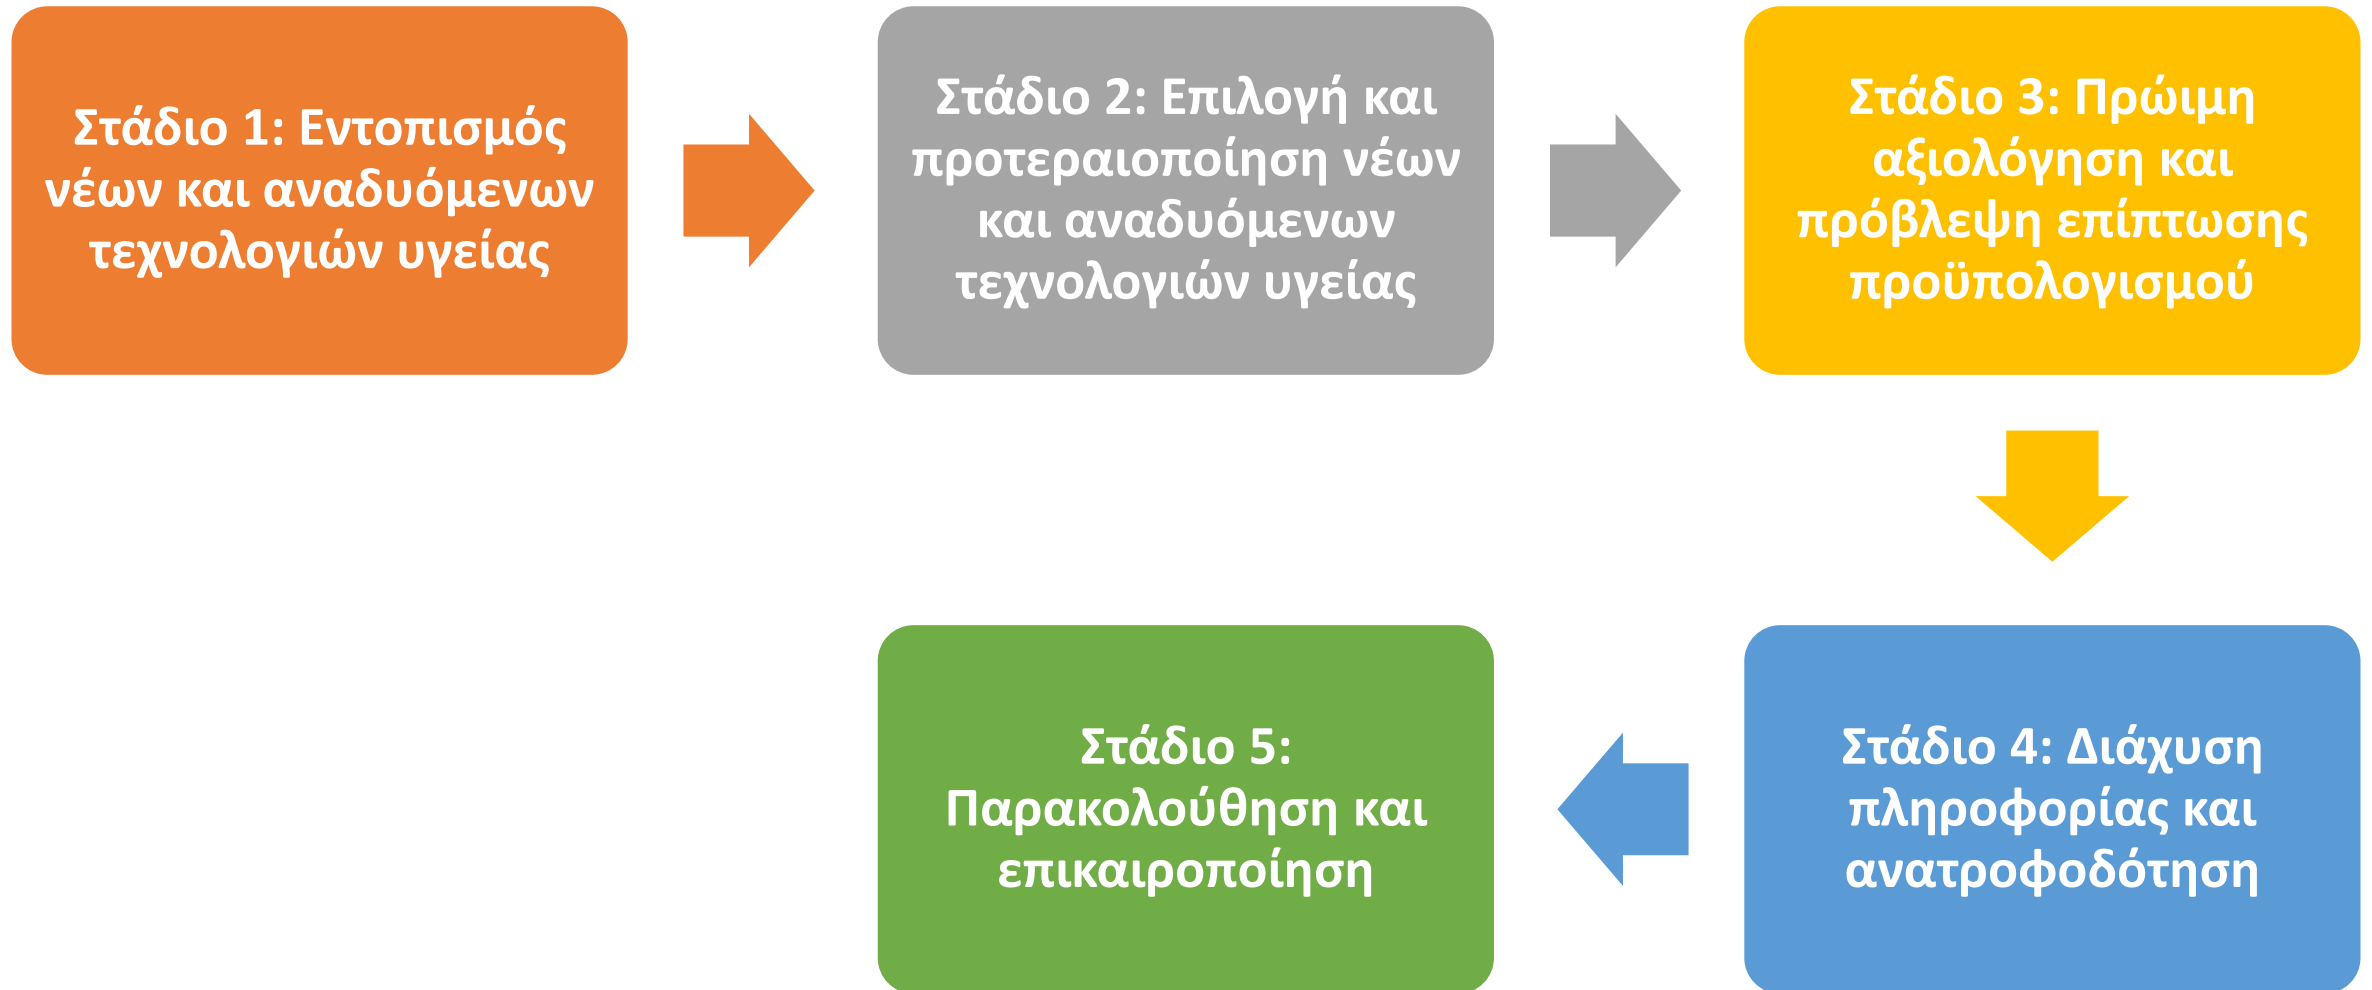 Στάδιο 1: Εντοπισμός
νέων και αναδυόμενων
τεχνολογιών υγείας
Στάδιο 2: Επιλογή και
προτεραιοποίηση νέων
και αναδυόμενων
τεχνολογιών υγείας
Στάδιο 3: Πρώιμη
αξιολόγηση και
πρόβλεψη επίπτωσης
προϋπολογισμού
Στάδιο 4: Διάχυση
πληροφορίας και
ανατροφοδότηση
Στάδιο 5:
Παρακολούθηση και
επικαιροποίηση